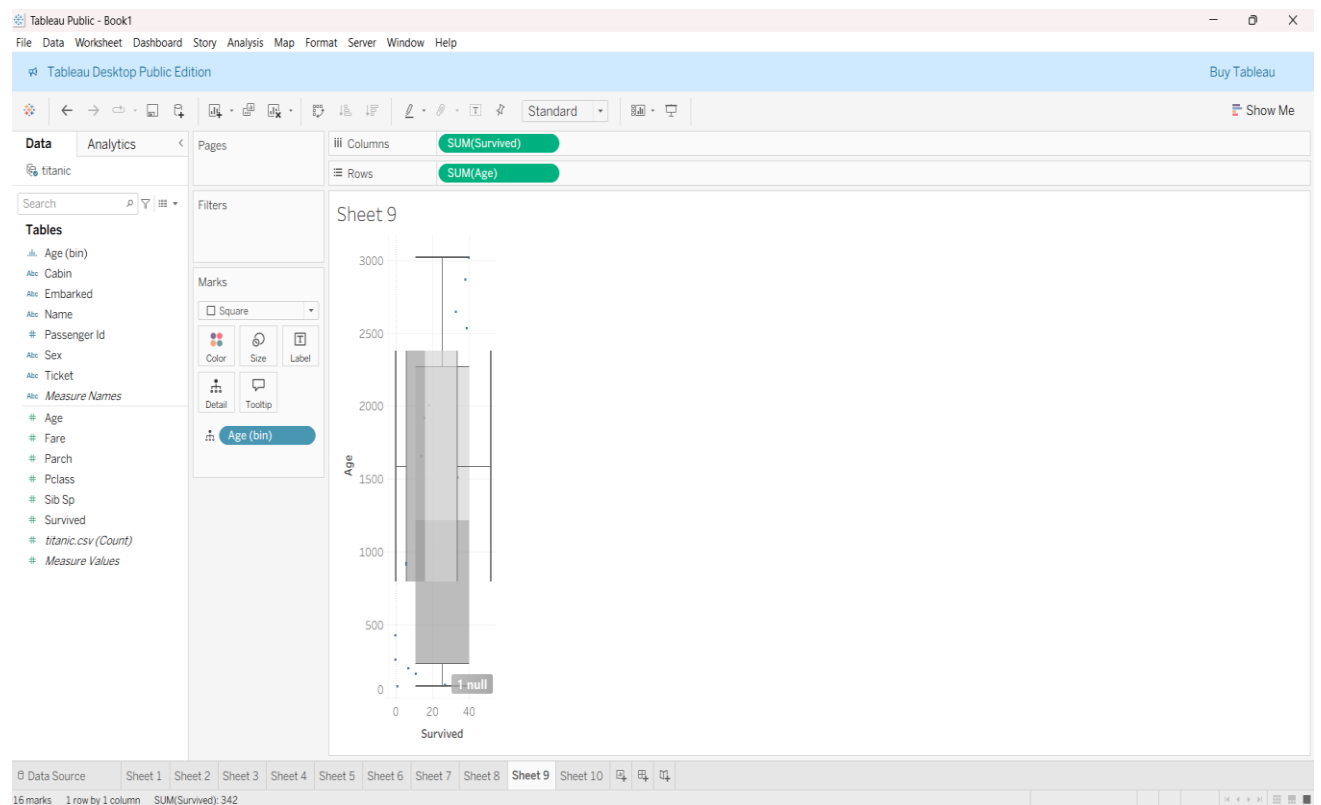 Tableau Public - Book1
File Data Worksheet Dashboard Story Analysis Map Format Server Window Help
Tableau Desktop Public Edition
Buy Tableau
Standard
Show Me
Data
Analytics
titanic
Search
Tables
Age (bin)
Abc Cabin
Abc Embarked
Abc Name
# Passenger Id
Abc Sex
Abc Ticket
Abc Measure Names
# Age
# Fare
# Parch
# Pclass
# Sib Sp
# Survived
# titanic.csv (Count)
# Measure Values
Pages
Filters
Marks
Square
Color Size Label
Detail Tooltip
Age (bin)
Columns
SUM(Survived)
Rows
SUM(Age)
Sheet 9
3000
2500
2000
1500
1000
500
0
Age
1 null
0 20 40
Survived
Data Source Sheet 1 Sheet 2 Sheet 3 Sheet 4 Sheet 5 Sheet 6 Sheet 7 Sheet 8 Sheet 9 Sheet 10
16 marks 1 row by 1 column SUM(Survived): 342